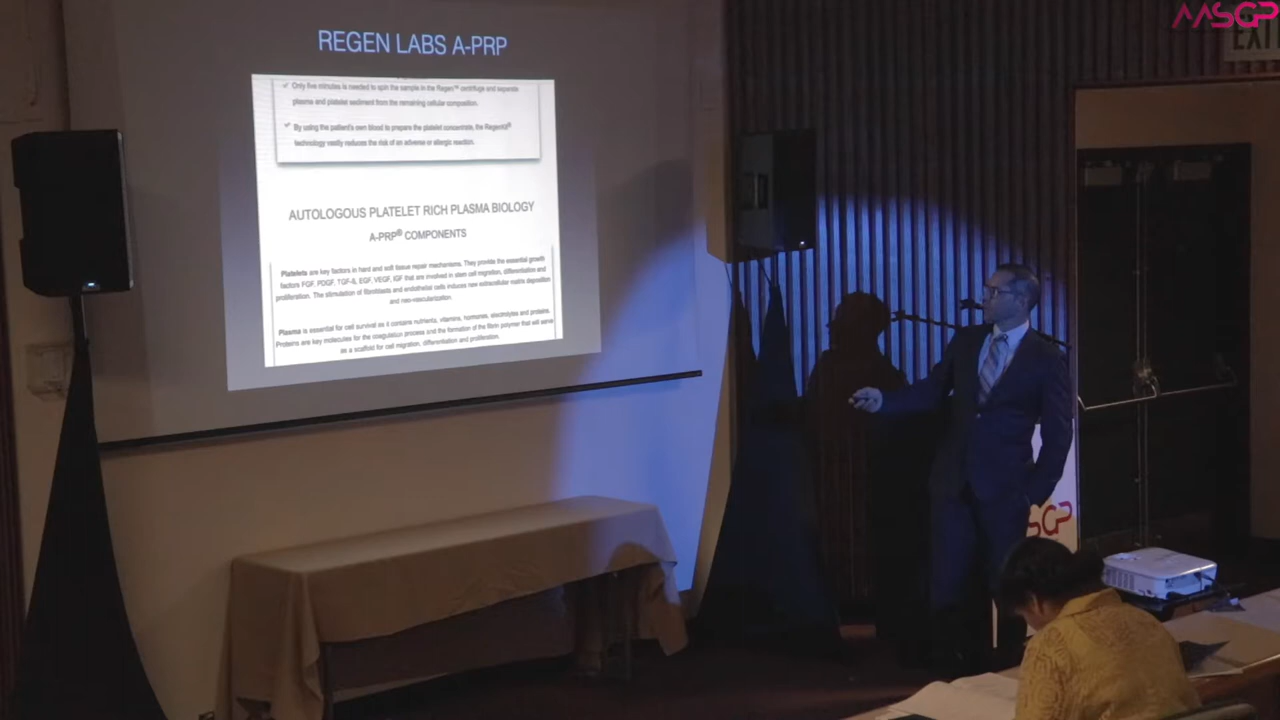 AASGP
EXIT
REGEN LABS A-PRP
✓ Only five minutes is needed to spin the sample in the Regen™ centrifuge and separate
plasma and platelet sediment from the remaining cellular composition.
✓ By using the patient's own blood to prepare the platelet concentrate, the RegenKit®
technology vastly reduces the risk of an adverse or allergic reaction.
AUTOLOGOUS PLATELET RICH PLASMA BIOLOGY
A-PRP® COMPONENTS
Platelets are key factors in hard and soft tissue repair mechanisms. They provide the essential growth
factors FGF, PDGF, TGF-ß, EGF, VEGF, IGF that are involved in stem cell migration, differentiation and
proliferation. The stimulation of fibroblasts and endothelial cells induces new extracellular matrix deposition
and neo-vascularization.
Plasma is essential for cell survival as it contains nutrients, vitamins, hormones, electrolytes and proteins.
Proteins are key molecules for the coagulation process and the formation of the fibrin polymer that will serve
as a scaffold for cell migration, differentiation and proliferation.
SGP